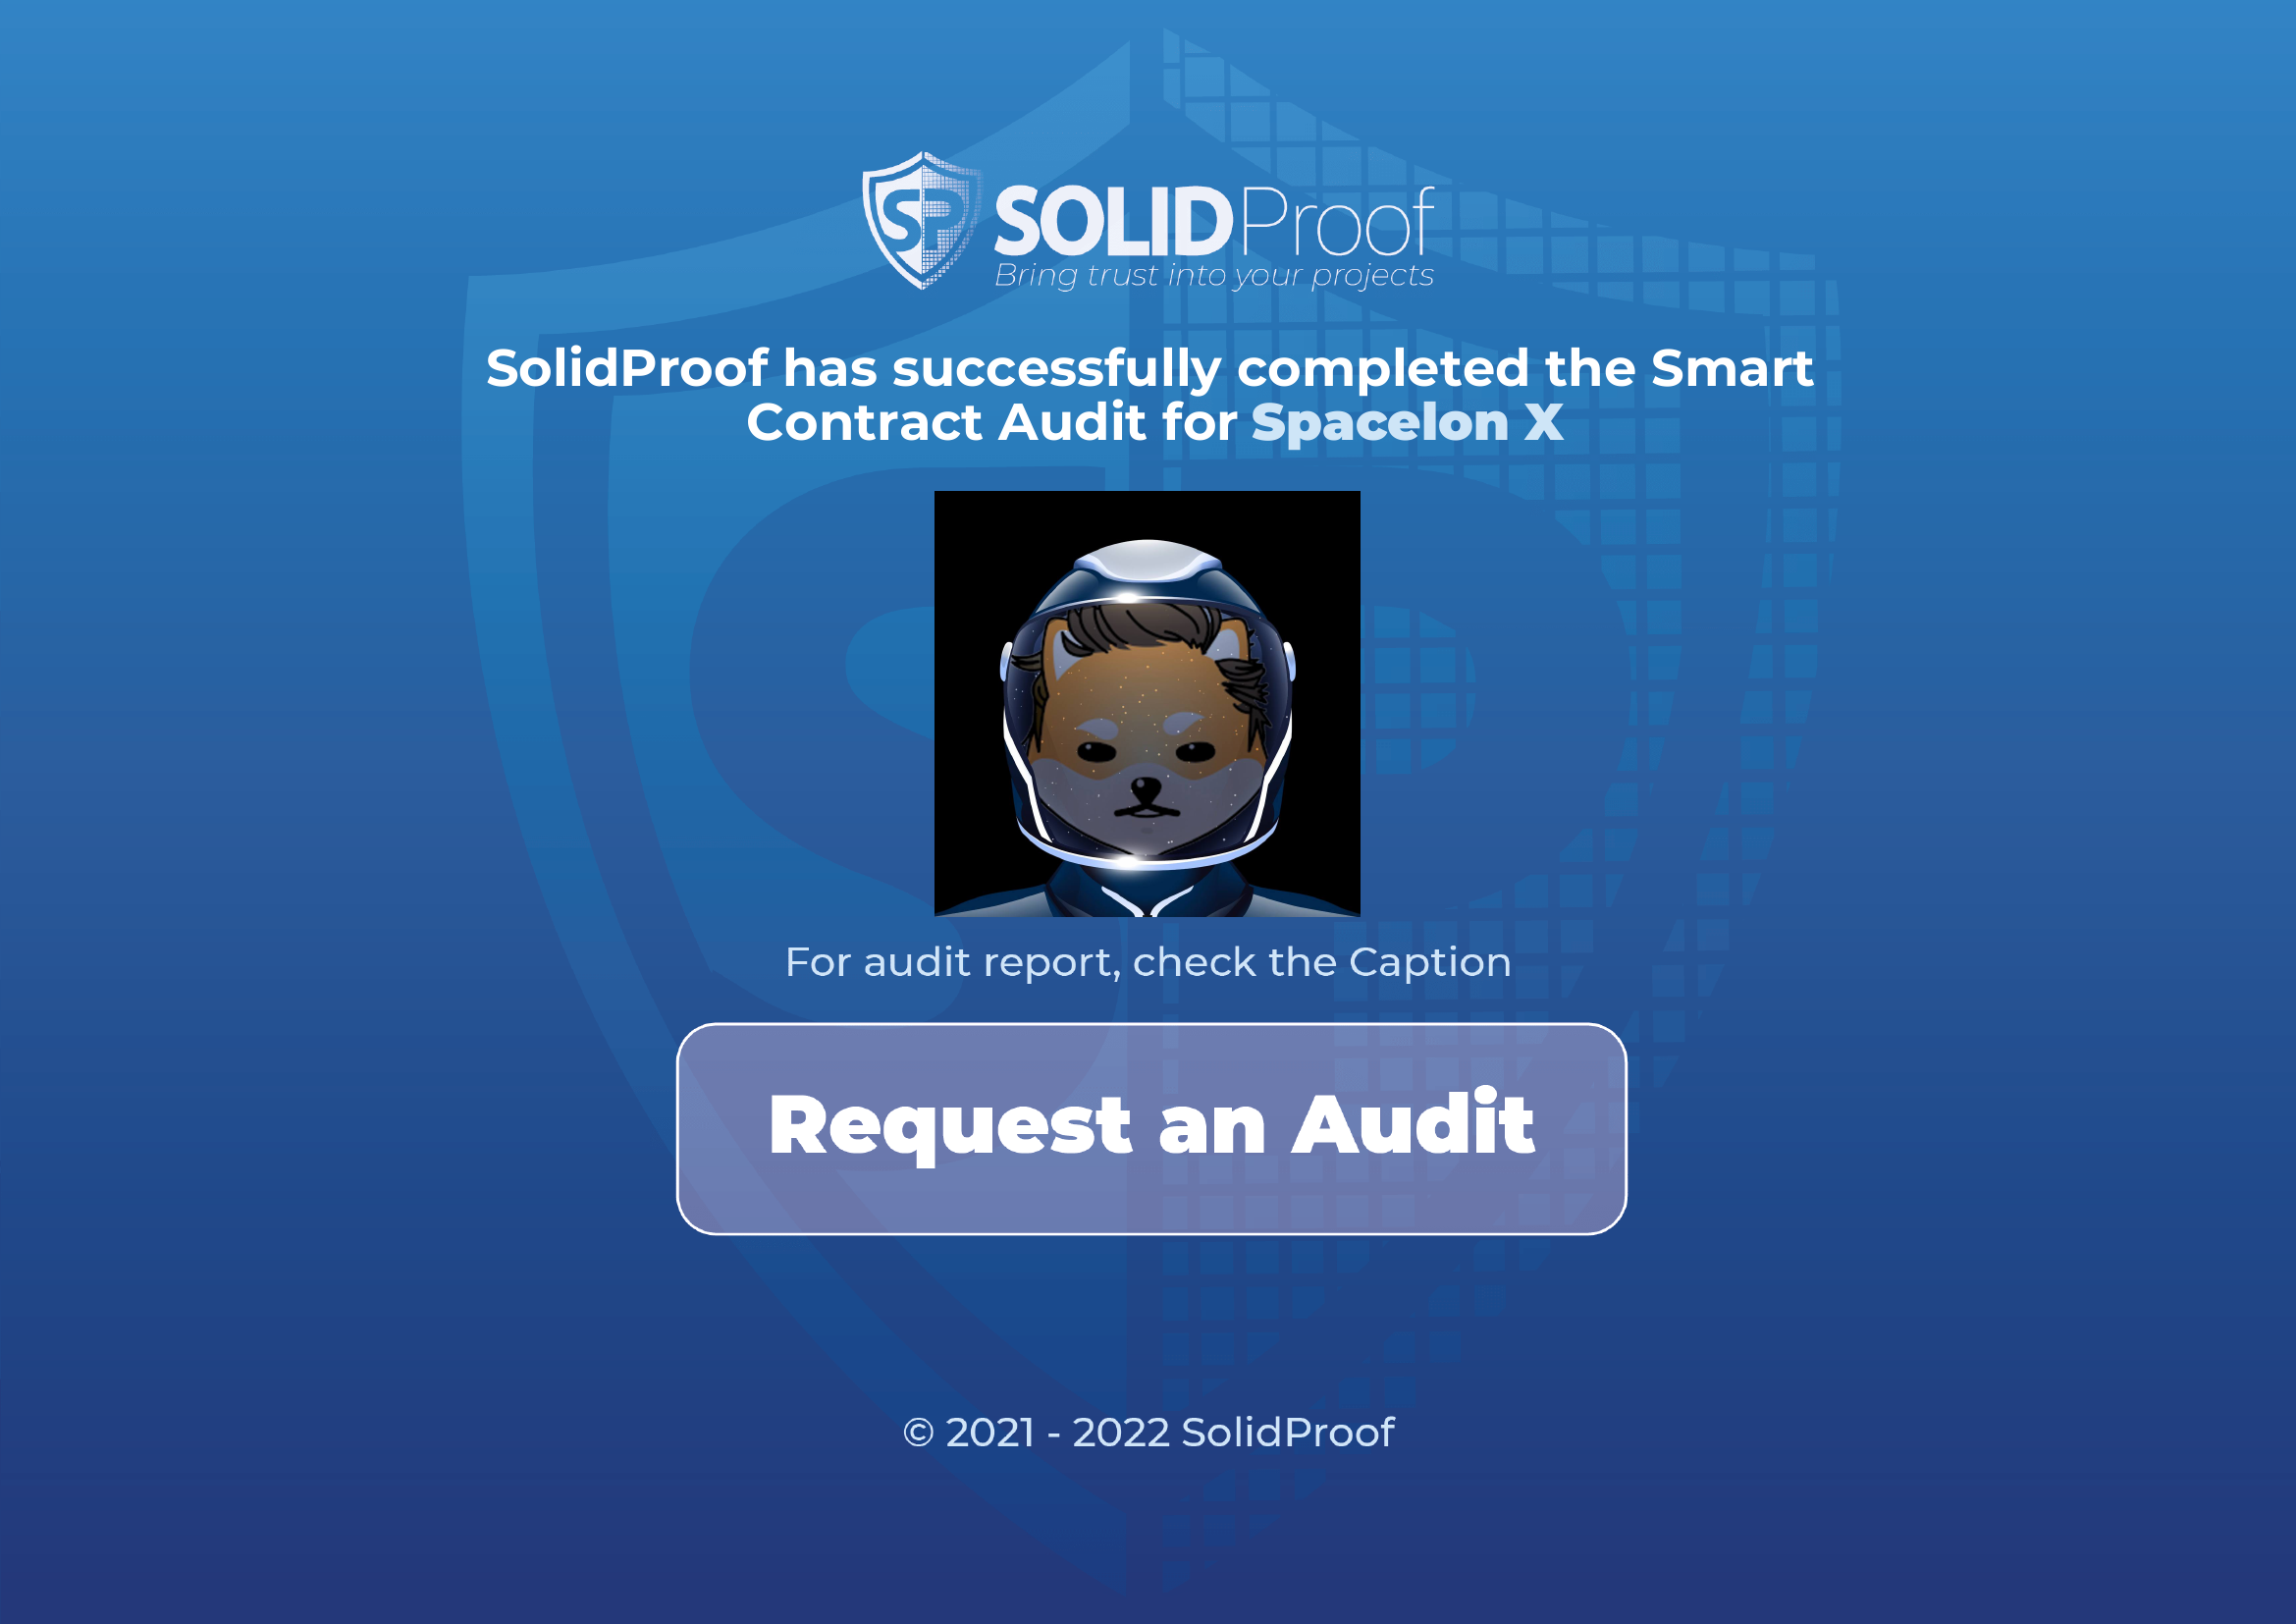 SP SOLIDProof
Bring trust into your projects
SolidProof has successfully completed the Smart
Contract Audit for Spacelon X
For audit report, check the Caption
Request an Audit
© 2021 - 2022 SolidProof